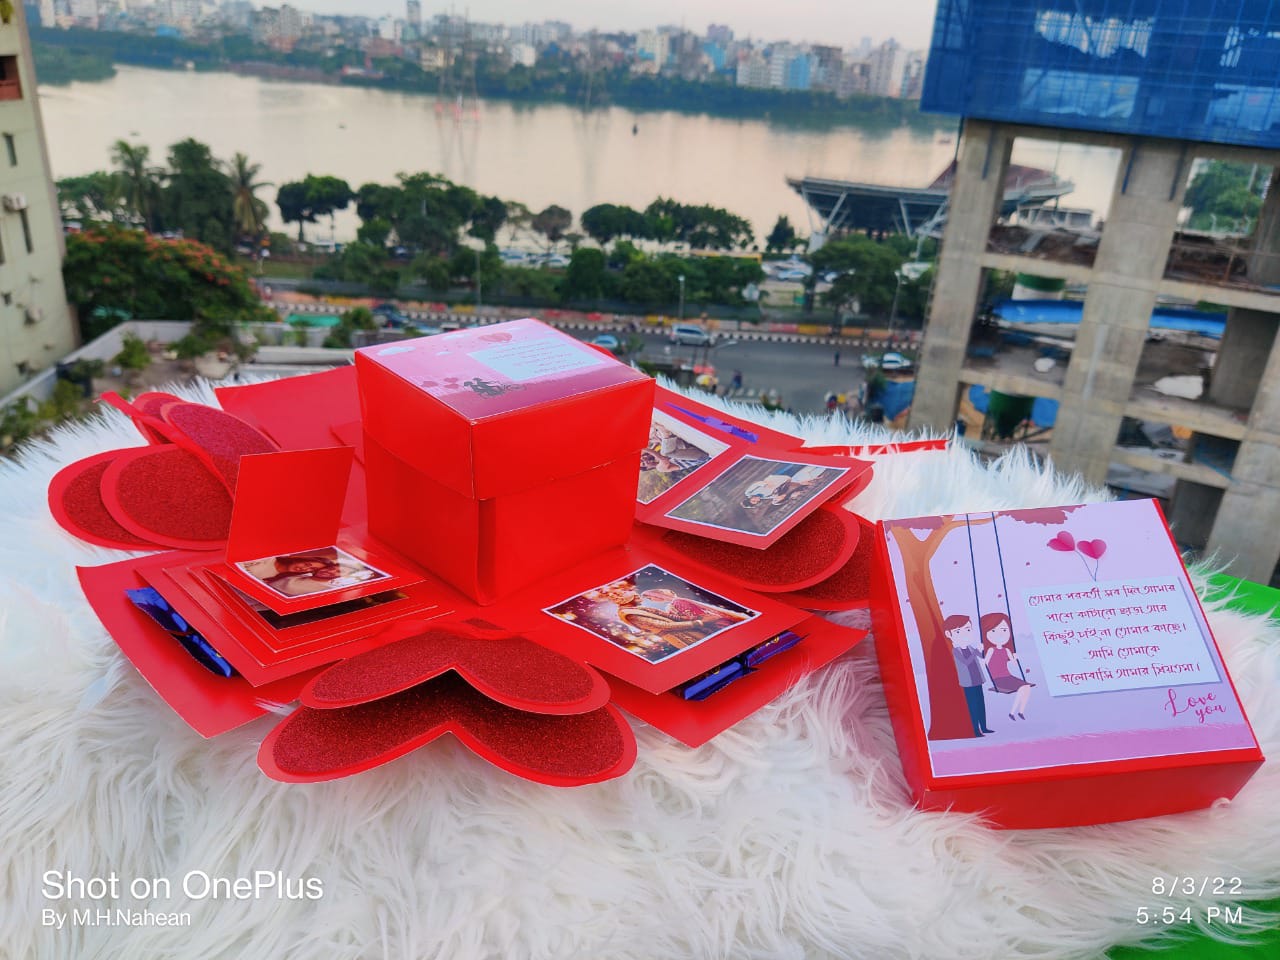 তোমার পরবর্তী সব দিন আমার
পাশে কাটানো ছাড়া আর
কিছুই চাই না তোমার কাছে।
আমি তোমাকে
ভালোবাসি আমার প্রিয়তমা।
Love
you
Shot on OnePlus
By M.H.Nahean
8/3/22
5:54 PM